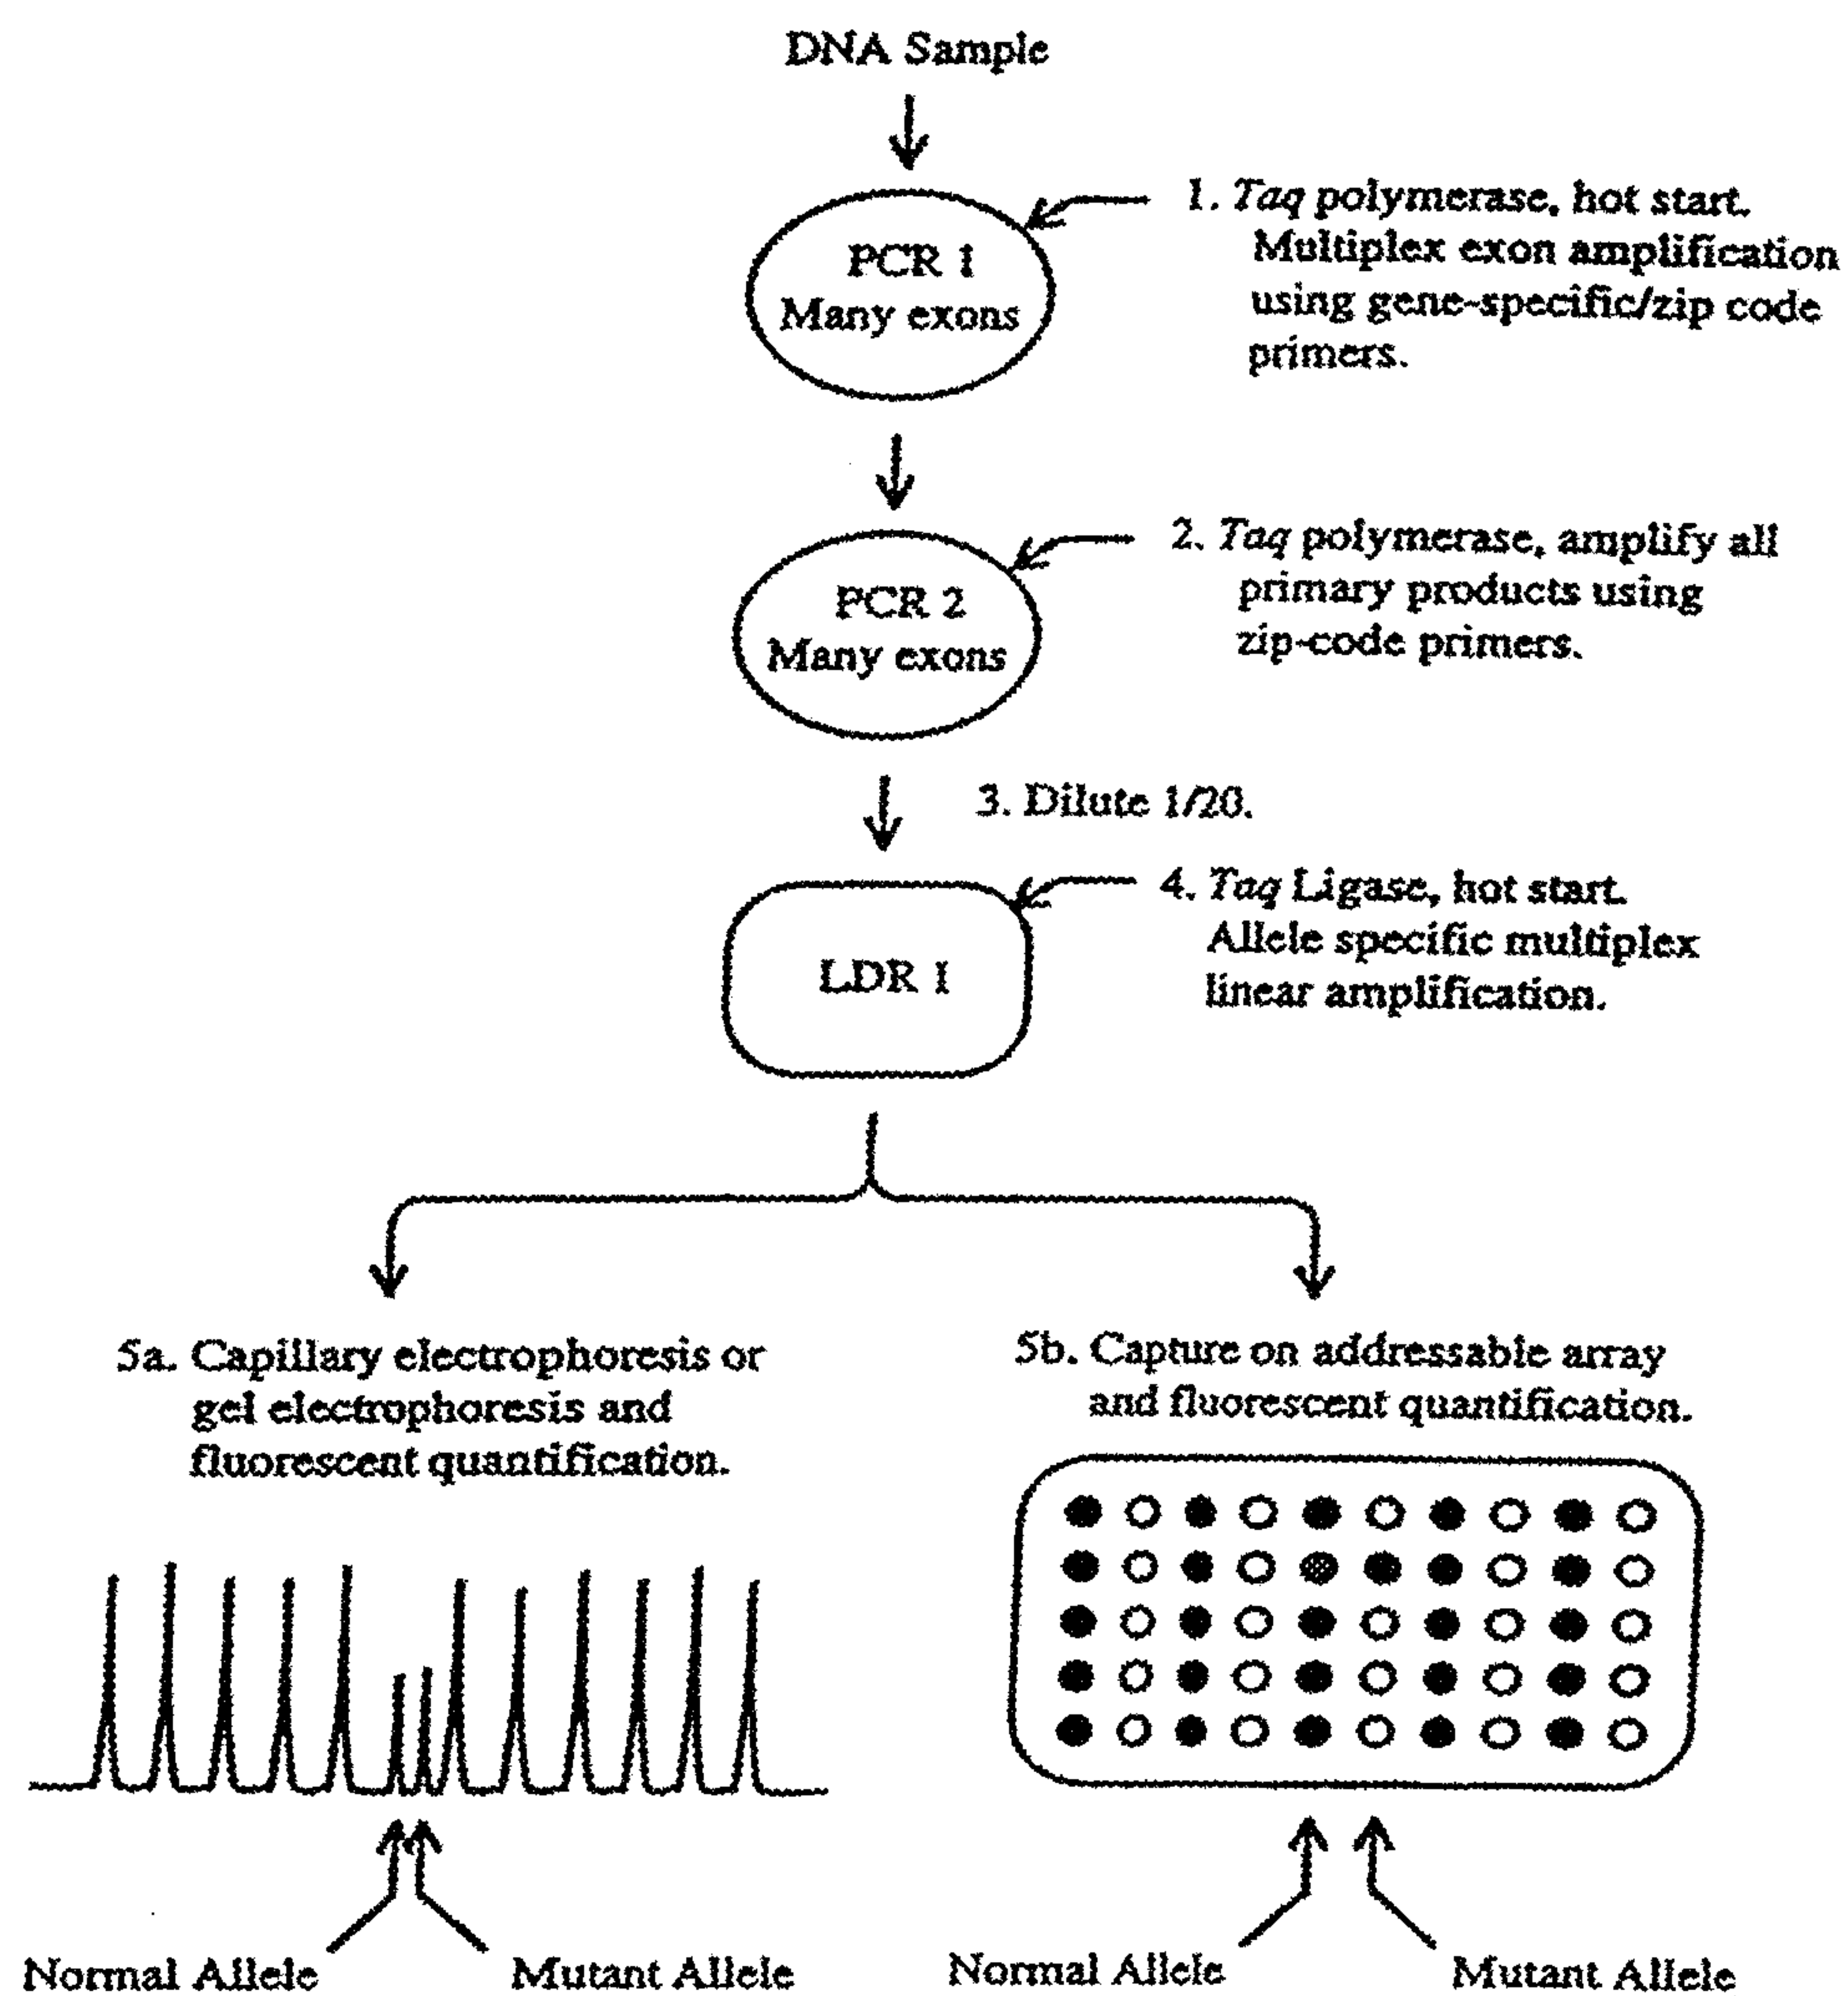 DNA Sample
PCR 1
Many exons
1. Taq polymerase, hot start.
Multiplex exon amplification
using gene-specific/zip code
primers.
PCR 2
Many exons
2. Taq polymerase, amplify all
primary products using
zip-code primers.
3. Dilute 1/20.
LDR 1
4. Taq Ligase, hot start.
Allele specific multiplex
linear amplification.
5a. Capillary electrophoresis or
gel electrophoresis and
fluorescent quantification.
5b. Capture on addressable array
and fluorescent quantification.
Normal Allele
Mutant Allele
Normal Allele
Mutant Allele